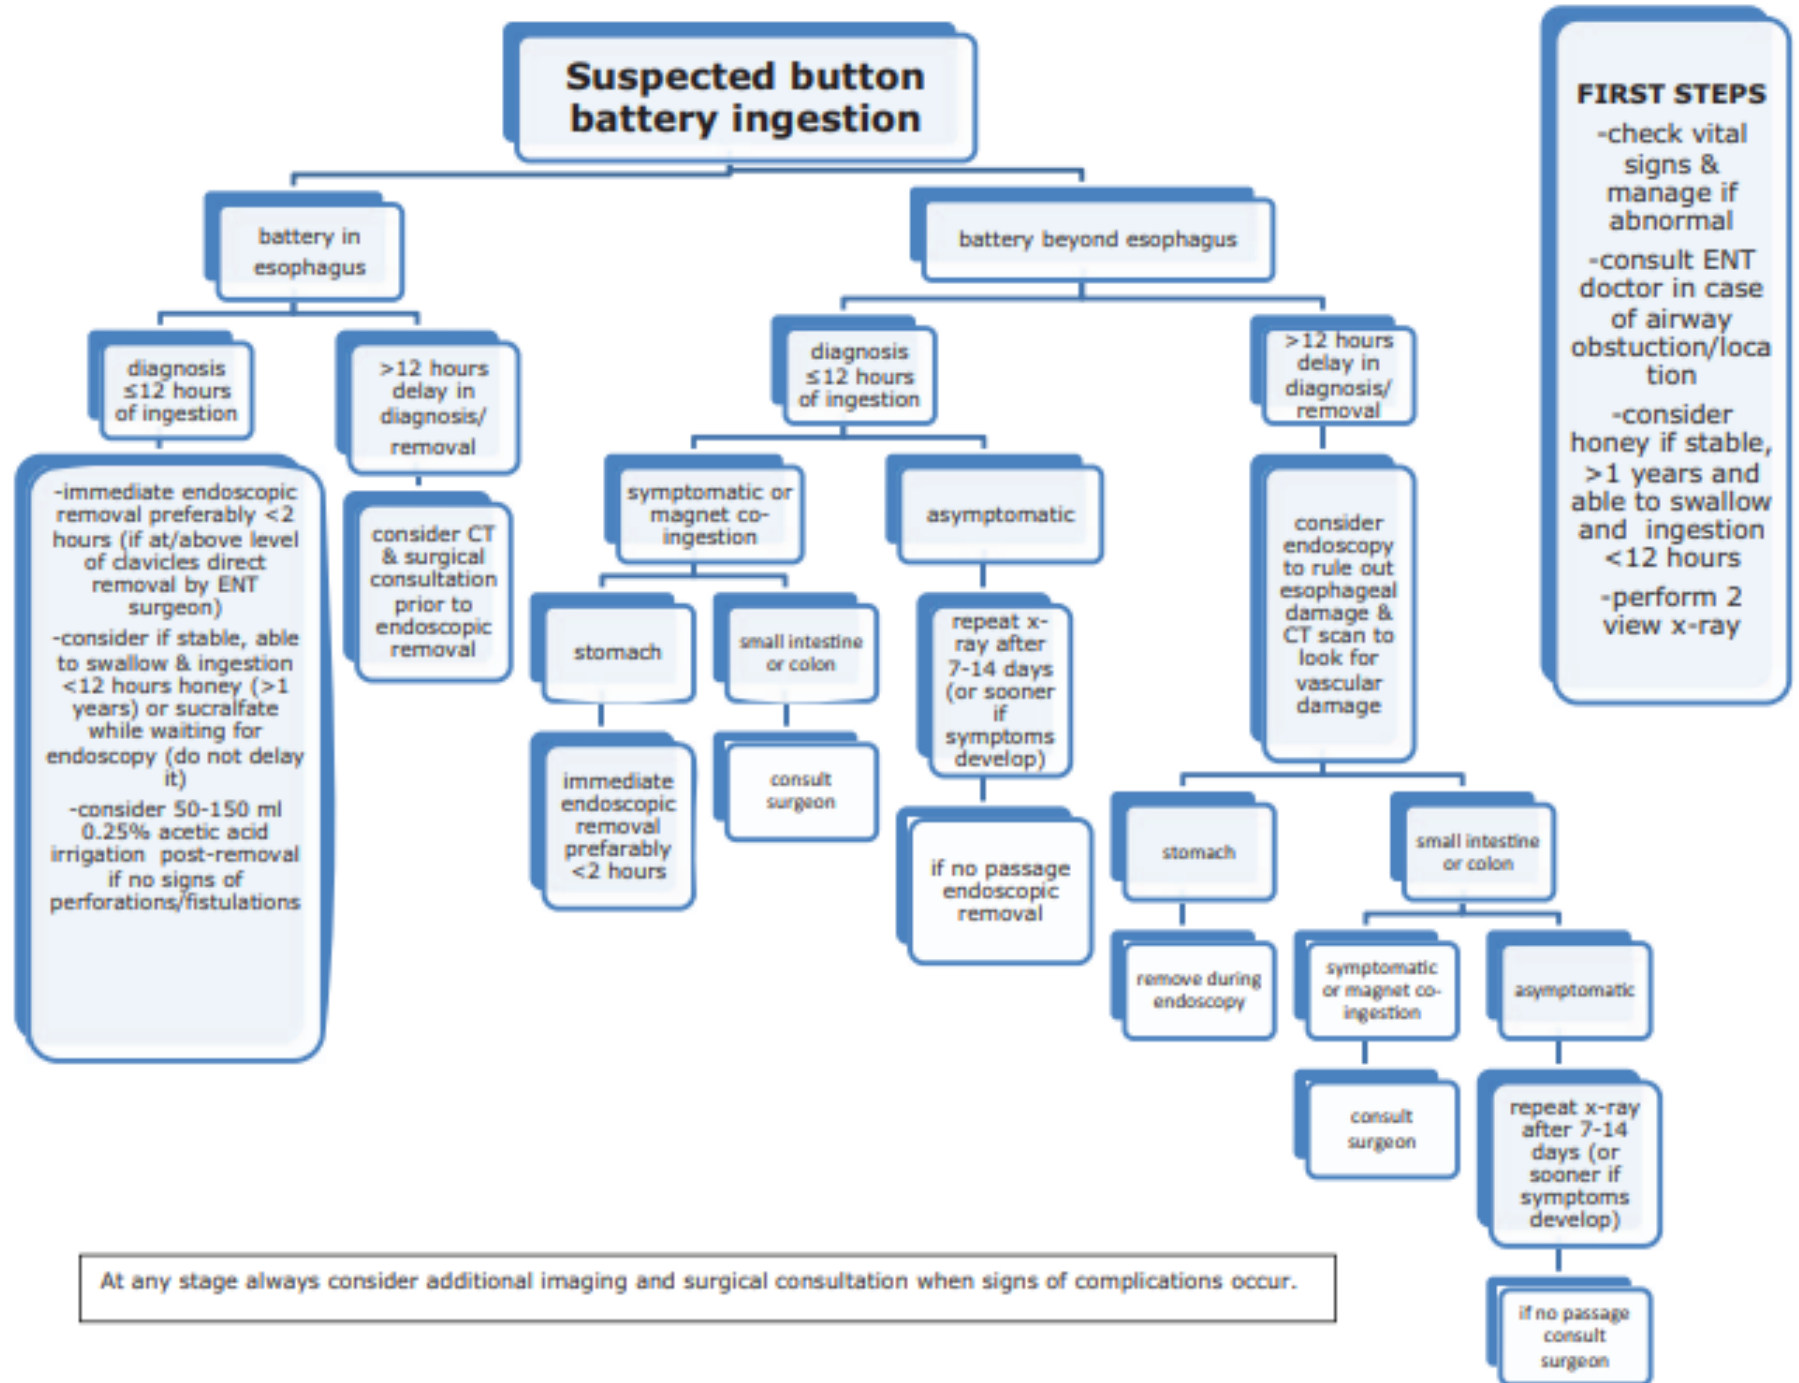 Suspected button
battery ingestion
battery in
esophagus
diagnosis
≤12 hours
of ingestion
-immediate endoscopic
removal preferably <2
hours (if at/above level
of clavicles direct
removal by ENT
surgeon)
-consider if stable, able
to swallow & ingestion
<12 hours honey (>1
years) or sucralfate
while waiting for
endoscopy (do not delay
it)
-consider 50-150 ml
0.25% acetic acid
irrigation post-removal
if no signs of
perforations/fistulations
>12 hours
delay in
diagnosis/
removal
consider CT
& surgical
consultation
prior to
endoscopic
removal
battery beyond esophagus
diagnosis
≤12 hours
of ingestion
symptomatic or
magnet co-
ingestion
stomach
immediate
endoscopic
removal
prefarably
<2 hours
small intestine
or colon
consult
surgeon
asymptomatic
repeat x-
ray after
7-14 days
(or sooner
if
symptoms
develop)
if no passage
endoscopic
removal
>12 hours
delay in
diagnosis/
removal
consider
endoscopy
to rule out
esophageal
damage &
CT scan to
look for
vascular
damage
stomach
remove during
endoscopy
small intestine
or colon
symptomatic
or magnet co-
ingestion
consult
surgeon
asymptomatic
repeat x-ray
after 7-14
days (or
sooner if
symptoms
develop)
if no passage
consult
surgeon
FIRST STEPS
-check vital
signs &
manage if
abnormal
-consult ENT
doctor in case
of airway
obstuction/loca
tion
-consider
honey if stable,
>1 years and
able to swallow
and ingestion
<12 hours
-perform 2
view x-ray
At any stage always consider additional imaging and surgical consultation when signs of complications occur.